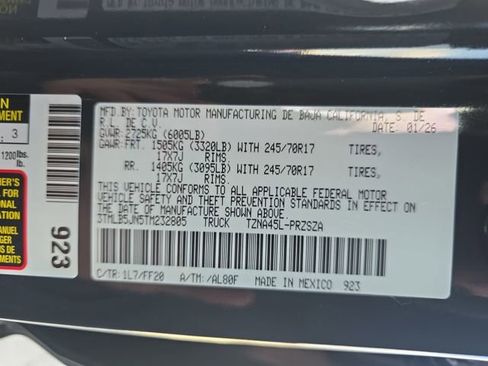 MFD.BY: TOYOTA MOTOR MANUFACTURING DE BAJA CALIFORNIA, S. DE
R. L. DE C. V. DATE: 01/26
GVWR: 2725KG (6005LB)
GAWR: FRT. 1505KG (3320LB) WITH 245/70R17 TIRES,
17X7J RIMS,
RR. 1405KG (3095LB) WITH 245/70R17 TIRES,
17X7J RIMS.
THIS VEHICLE CONFORMS TO ALL APPLICABLE FEDERAL MOTOR
VEHICLE SAFETY AND THEFT PREVENTION STANDARDS IN EFFECT ON
THE DATE OF MANUFACTURE SHOWN ABOVE.
3TMLB5JN5TM232805 TRUCK TZNA45L-PRZSZA
C/TR: 1L7/FF20 A/TM: /AL80F MADE IN MEXICO 923
923
3
1200lbs.
lb.